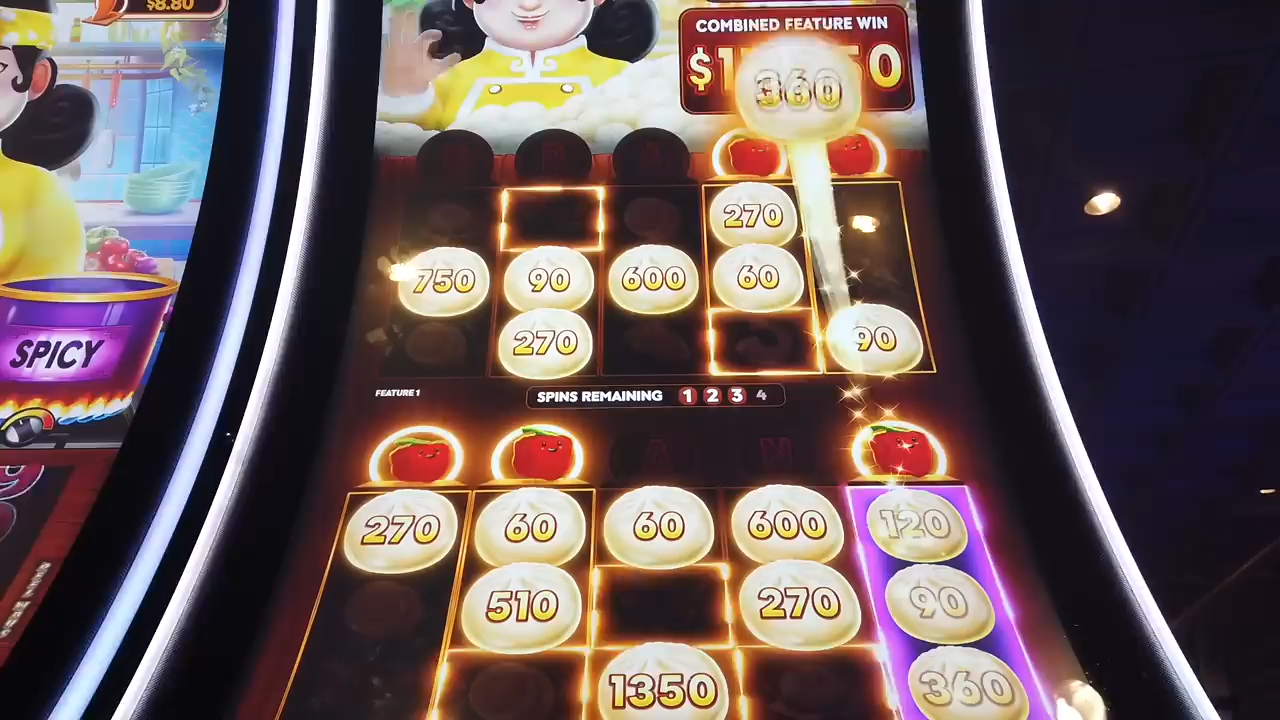 $8.80
COMBINED FEATURE WIN
360
270
750 90 600 60
270 90
FEATURE 1 SPINS REMAINING 1 2 3 4
270 60 60 600 120
510 270 90
1350 360
SPICY